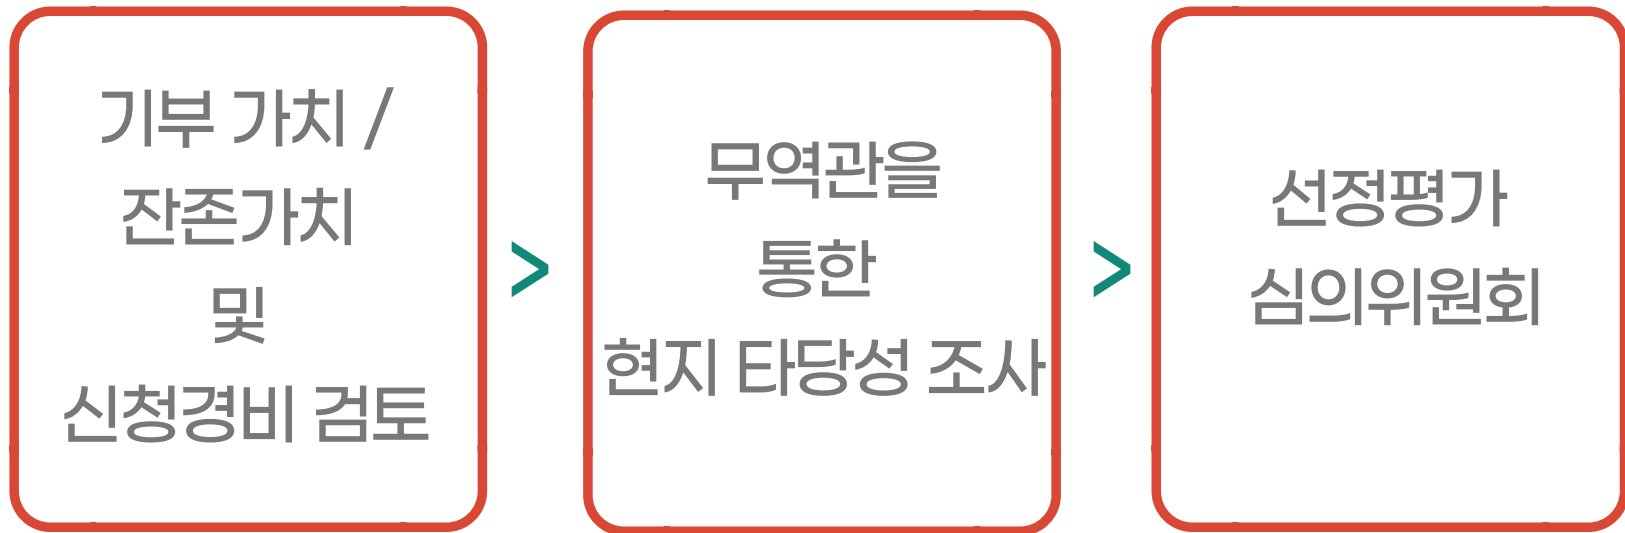 기부 가치 /
잔존가치
및
신청경비 검토
>
무역관을
통한
현지 타당성 조사
>
선정평가
심의위원회